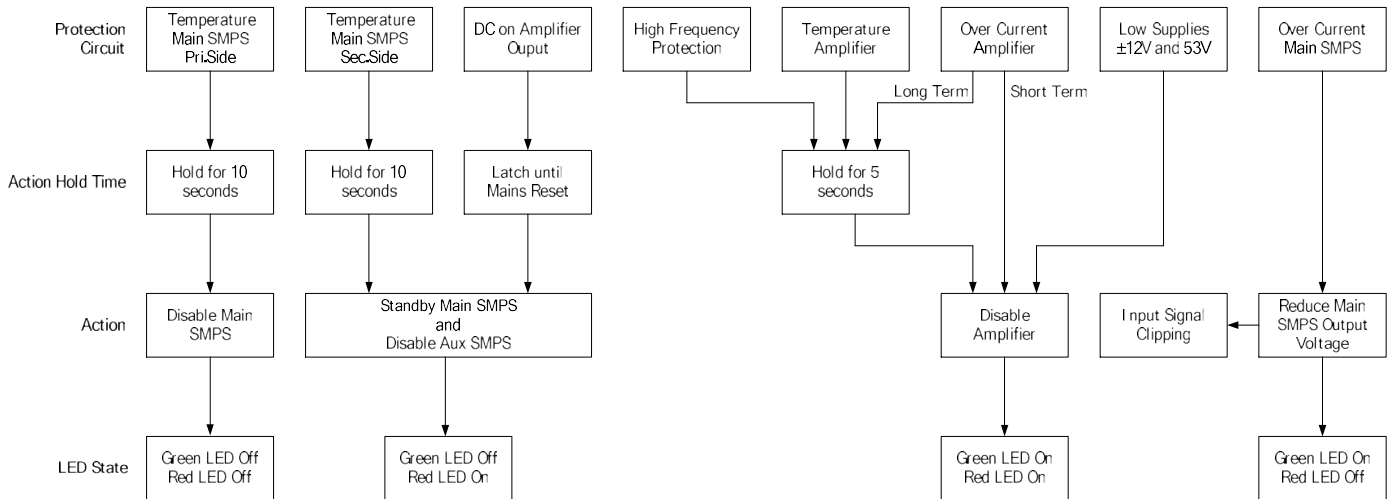 Protection
Circuit
Temperature
Main SMPS
Pri-Side
Temperature
Main SMPS
Sec-Side
DC on Amplifier
Ouput
High Frequency
Protection
Temperature
Amplifier
Over Current
Amplifier
Low Supplies
±12V and 53V
Over Current
Main SMPS
Long Term
Short Term
Action Hold Time
Hold for 10
seconds
Hold for 10
seconds
Latch until
Mains Reset
Hold for 5
seconds
Action
Disable Main
SMPS
Standby Main SMPS
and
Disable Aux SMPS
Disable
Amplifier
Input Signal
Clipping
Reduce Main
SMPS Output
Voltage
LED State
Green LED Off
Red LED Off
Green LED Off
Red LED On
Green LED On
Red LED On
Green LED On
Red LED Off